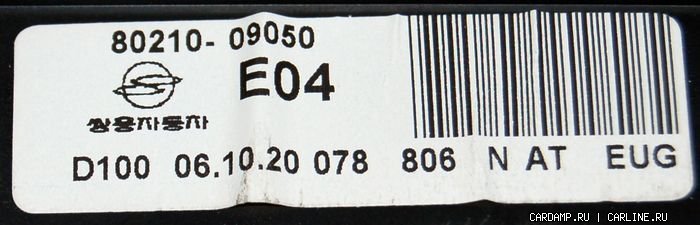 80210- 09050
E04
쌍용자동차
D100 06.10.20 078 806 N AT EUG
CARDAMP.RU | CARLINE.RU